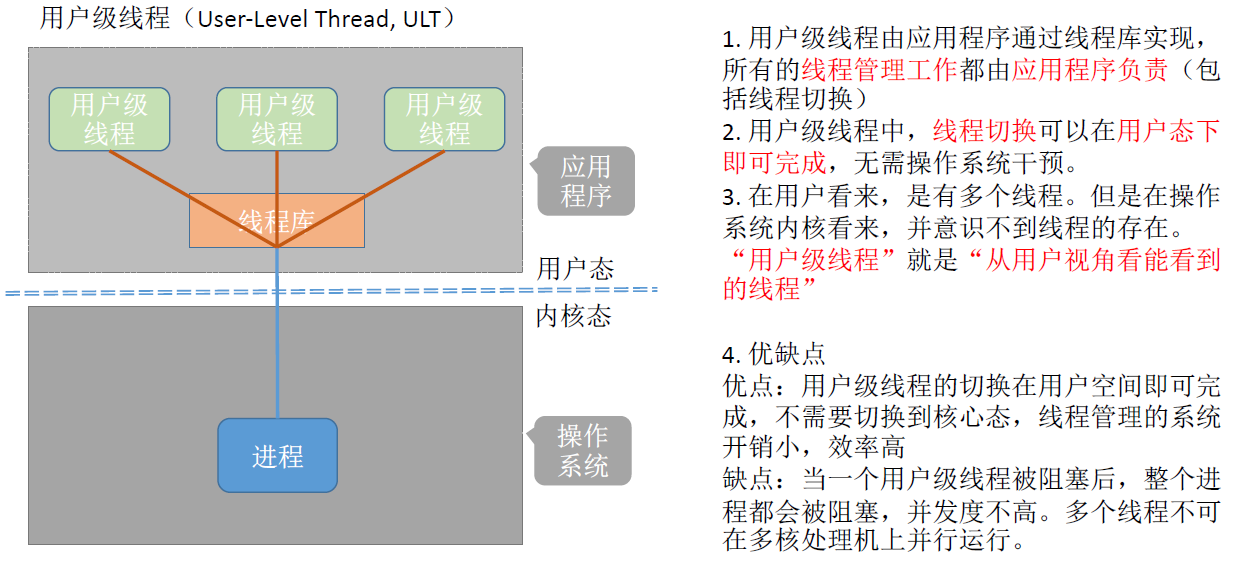 用户级线程（User-Level Thread, ULT）
用户级
线程
用户级
线程
用户级
线程
线程库
应用
程序
用户态
内核态
进程
操作
系统
1. 用户级线程由应用程序通过线程库实现，
所有的线程管理工作都由应用程序负责（包
括线程切换）
2. 用户级线程中，线程切换可以在用户态下
即可完成，无需操作系统干预。
3. 在用户看来，是有多个线程。但是在操作
系统内核看来，并意识不到线程的存在。
“用户级线程”就是“从用户视角看能看到
的线程”
4. 优缺点
优点：用户级线程的切换在用户空间即可完
成，不需要切换到核心态，线程管理的系统
开销小，效率高
缺点：当一个用户级线程被阻塞后，整个进
程都会被阻塞，并发度不高。多个线程不可
在多核处理机上并行运行。